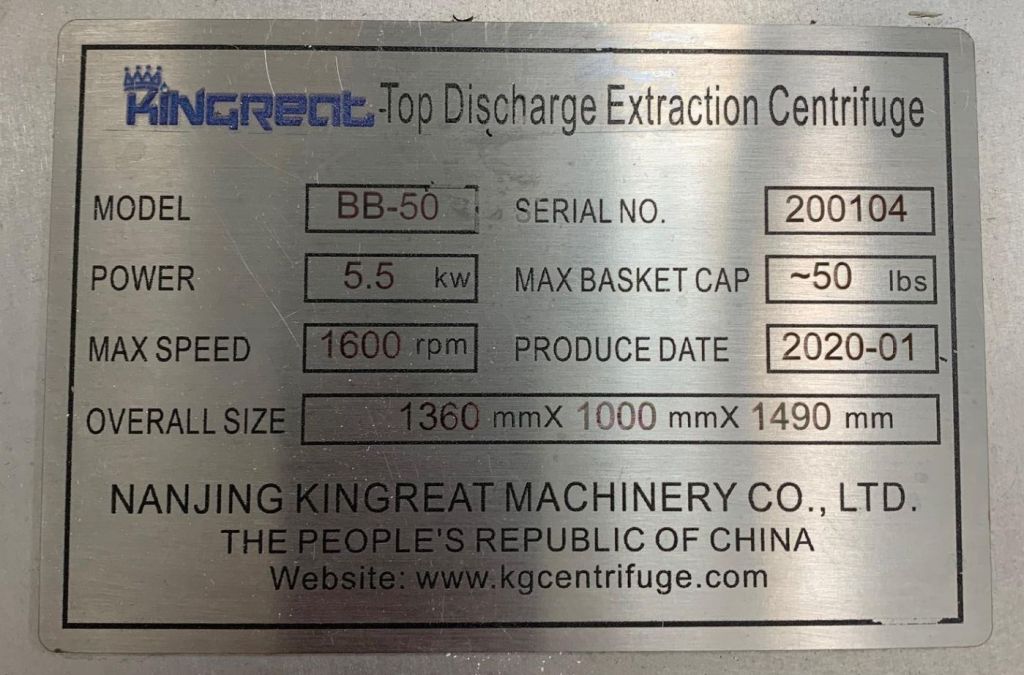 KINGREAT-Top Discharge Extraction Centrifuge
MODEL BB-50 SERIAL NO. 200104
POWER 5.5 kw MAX BASKET CAP ~50 lbs
MAX SPEED 1600 rpm PRODUCE DATE 2020-01
OVERALL SIZE 1360 mmX 1000 mmX 1490 mm
NANJING KINGREAT MACHINERY CO., LTD.
THE PEOPLE'S REPUBLIC OF CHINA
Website: www.kgcentrifuge.com